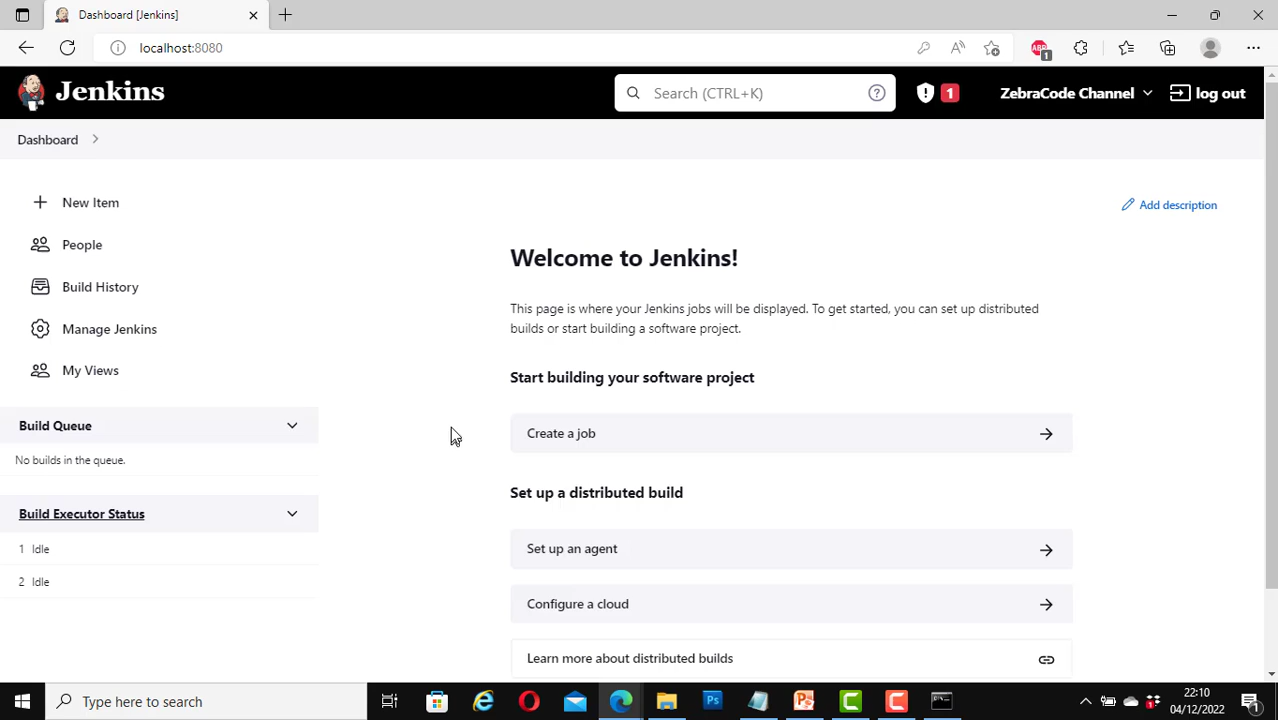 Dashboard [Jenkins]
localhost:8080
ABP
1
Jenkins
Search (CTRL+K)
1
ZebraCode Channel
log out
Dashboard
New Item
People
Build History
Manage Jenkins
My Views
Build Queue
No builds in the queue.
Build Executor Status
1 Idle
2 Idle
Add description
Welcome to Jenkins!
This page is where your Jenkins jobs will be displayed. To get started, you can set up distributed
builds or start building a software project.
Start building your software project
Create a job
Set up a distributed build
Set up an agent
Configure a cloud
Learn more about distributed builds
Type here to search
22:10
04/12/2022
1